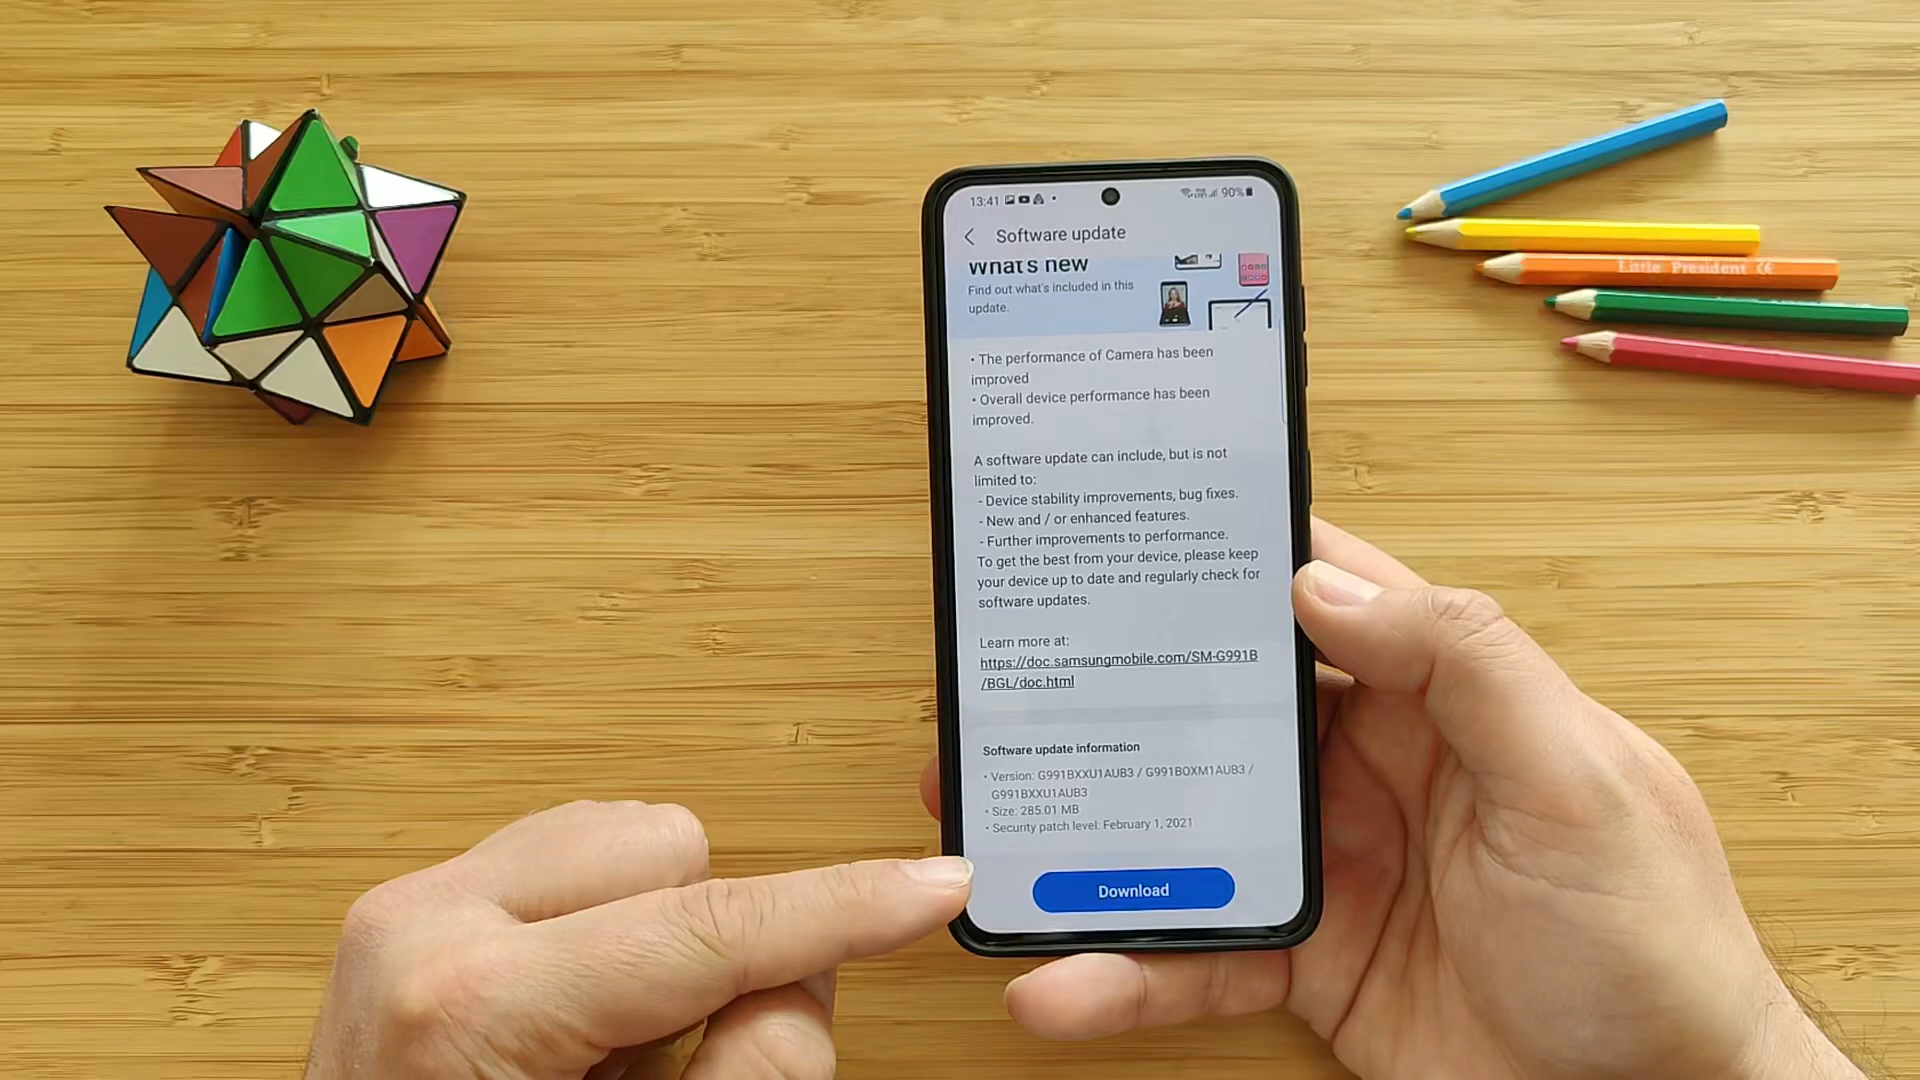 13:41
90%
Software update
What's new
Find out what's included in this
update.
• The performance of Camera has been
improved
• Overall device performance has been
improved.
A software update can include, but is not
limited to:
- Device stability improvements, bug fixes.
- New and / or enhanced features.
- Further improvements to performance.
To get the best from your device, please keep
your device up to date and regularly check for
software updates.
Learn more at:
https://doc.samsungmobile.com/SM-G991B
/BGL/doc.html
Software update information
• Version: G991BXXU1AUB3 / G991BOXM1AUB3 /
G991BXXU1AUB3
• Size: 285.01 MB
• Security patch level: February 1, 2021
Download
Little President CE